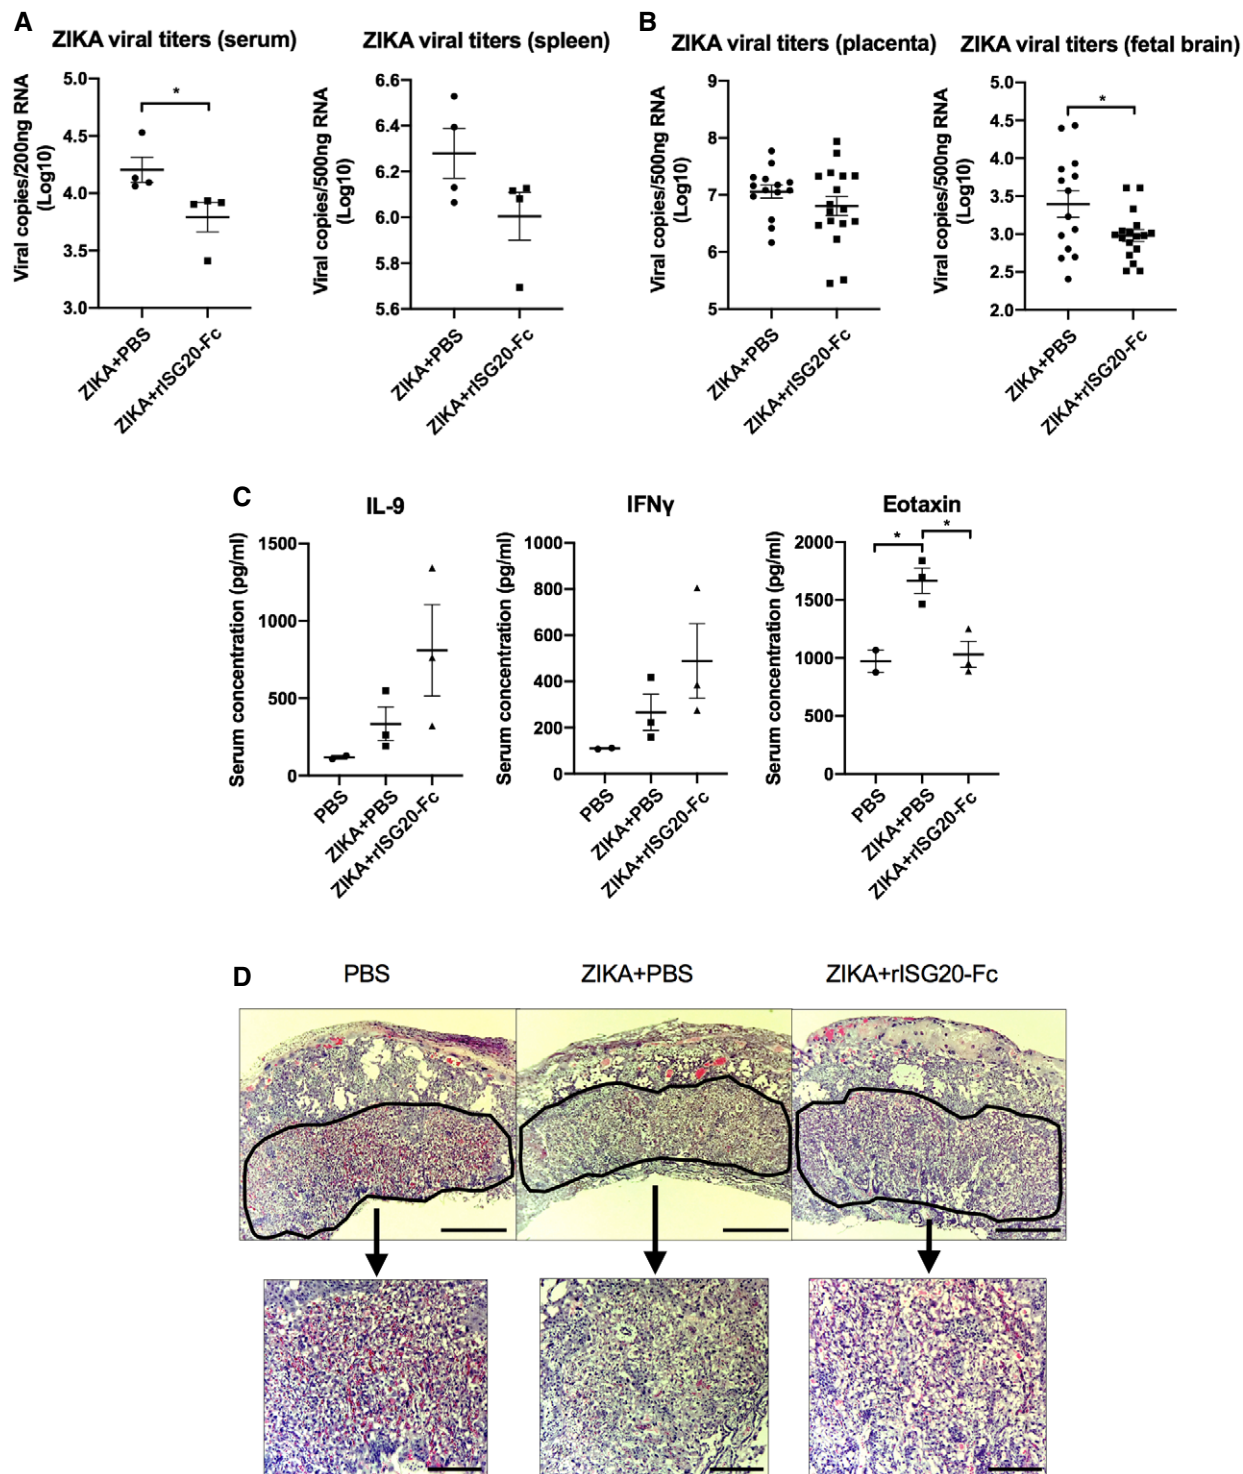 A
ZIKA viral titers (serum)
Viral copies/200ng RNA
(Log10)
5.0
4.5
4.0
3.5
3.0
*
ZIKA+PBS
ZIKA+rISG20-Fc
ZIKA viral titers (spleen)
Viral copies/500ng RNA
(Log10)
6.6
6.4
6.2
6.0
5.8
5.6
ZIKA+PBS
ZIKA+rISG20-Fc
B
ZIKA viral titers (placenta)
Viral copies/500ng RNA
(Log10)
9
8
7
6
5
ZIKA+PBS
ZIKA+rISG20-Fc
ZIKA viral titers (fetal brain)
Viral copies/500ng RNA
(Log10)
5.0
4.5
4.0
3.5
3.0
2.5
2.0
*
ZIKA+PBS
ZIKA+rISG20-Fc
C
IL-9
Serum concentration (pg/ml)
1500
1000
500
0
PBS
ZIKA+PBS
ZIKA+rISG20-Fc
IFNγ
Serum concentration (pg/ml)
1000
800
600
400
200
0
PBS
ZIKA+PBS
ZIKA+rISG20-Fc
Eotaxin
Serum concentration (pg/ml)
2000
1500
1000
500
0
*
*
PBS
ZIKA+PBS
ZIKA+rISG20-Fc
D
PBS
ZIKA+PBS
ZIKA+rISG20-Fc